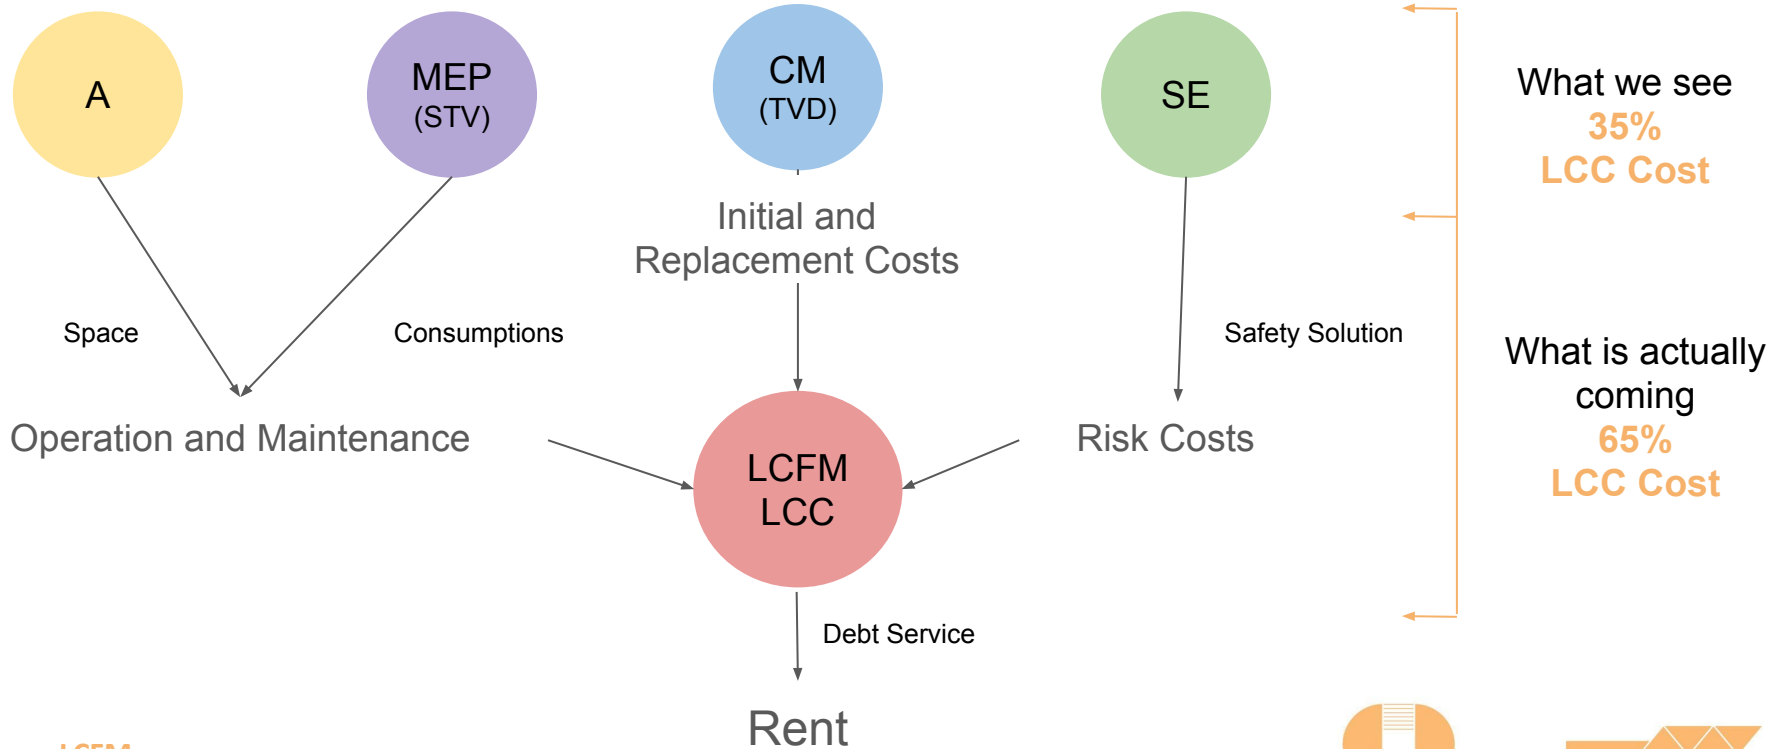 A
MEP
(STV)
CM
(TVD)
SE
What we see
35%
LCC Cost
Initial and
Replacement Costs
Space
Consumptions
Safety Solution
What is actually
coming
65%
LCC Cost
Operation and Maintenance
Risk Costs
LCFM
LCC
Debt Service
Rent
LCFM